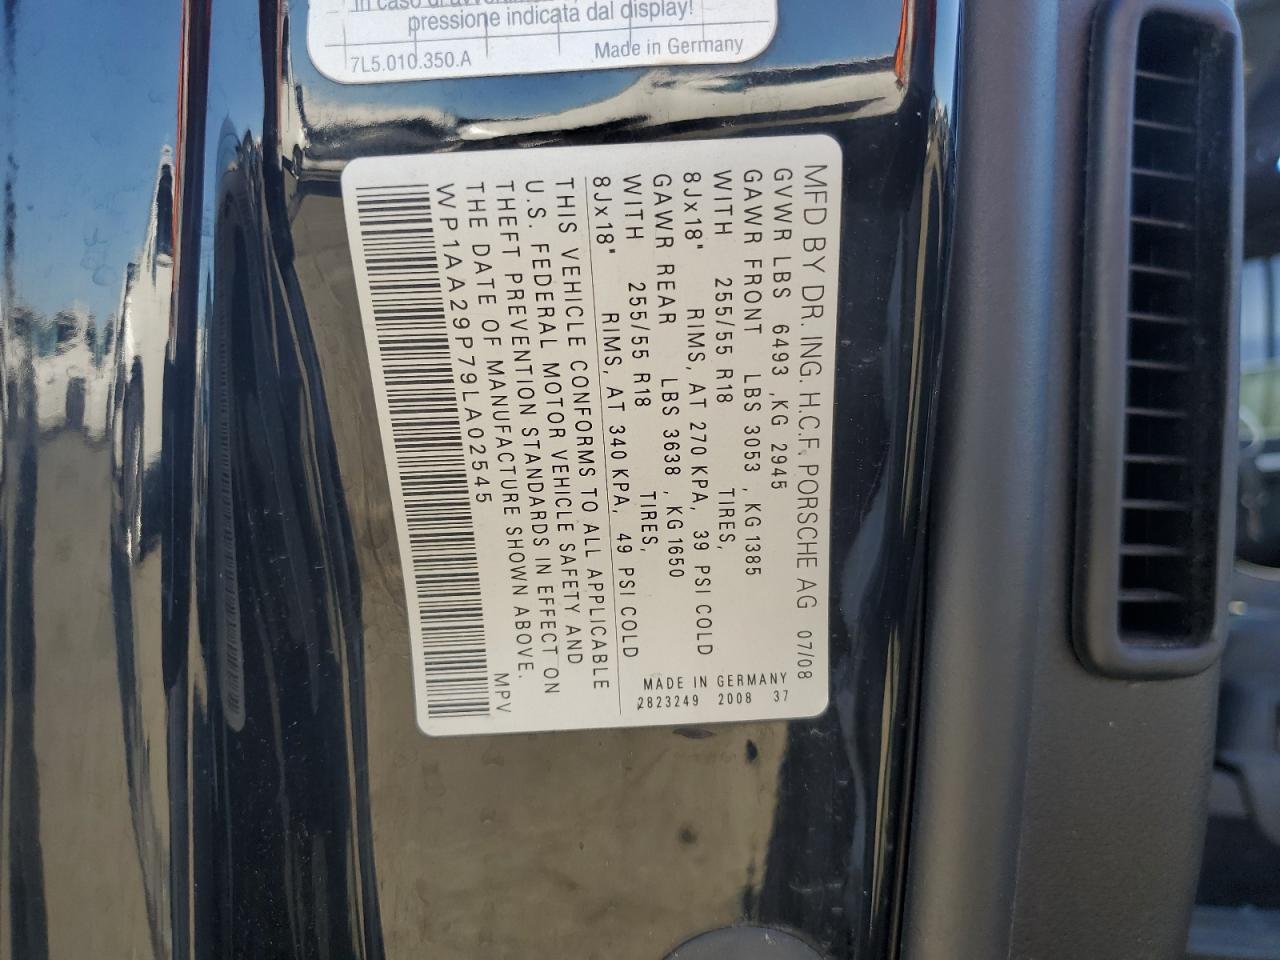 pressione indicata dal display!
7L5.010.350.A
Made in Germany
MFD BY DR. ING. H.C.F. PORSCHE AG 07/08
GVWR LBS 6493 ,KG 2945
GAWR FRONT LBS 3053 , KG 1385
WITH 255/55 R18 TIRES,
8Jx18" RIMS, AT 270 KPA, 39 PSI COLD
GAWR REAR LBS 3638 , KG 1650
WITH 255/55 R18 TIRES,
8Jx18" RIMS, AT 340 KPA, 49 PSI COLD
MADE IN GERMANY
2823249 2008 37
THIS VEHICLE CONFORMS TO ALL APPLICABLE
U.S. FEDERAL MOTOR VEHICLE SAFETY AND
THEFT PREVENTION STANDARDS IN EFFECT ON
THE DATE OF MANUFACTURE SHOWN ABOVE.
WP1AA29P79LA02545 MPV